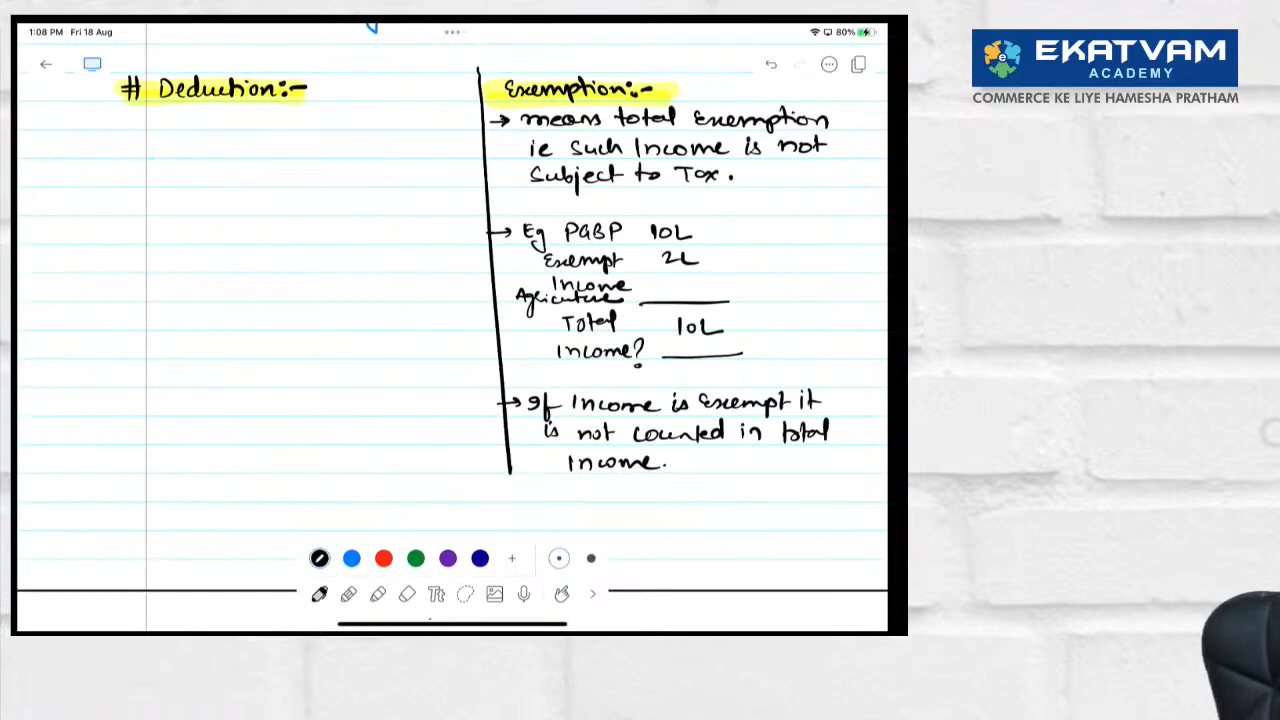 1:08 PM Fri 18 Aug
80%
EKATVAM
ACADEMY
COMMERCE KE LIYE HAMESHA PRATHAM
# Deduction:-
Exemption:-
→ means total Exemption
ie such Income is not
Subject to Tax.
→ Eg PGBP 10L
Exempt 2L
Income
Agriculture
Total 10L
Income?
→ If Income is Exempt it
is not counted in total
Income.
Tt